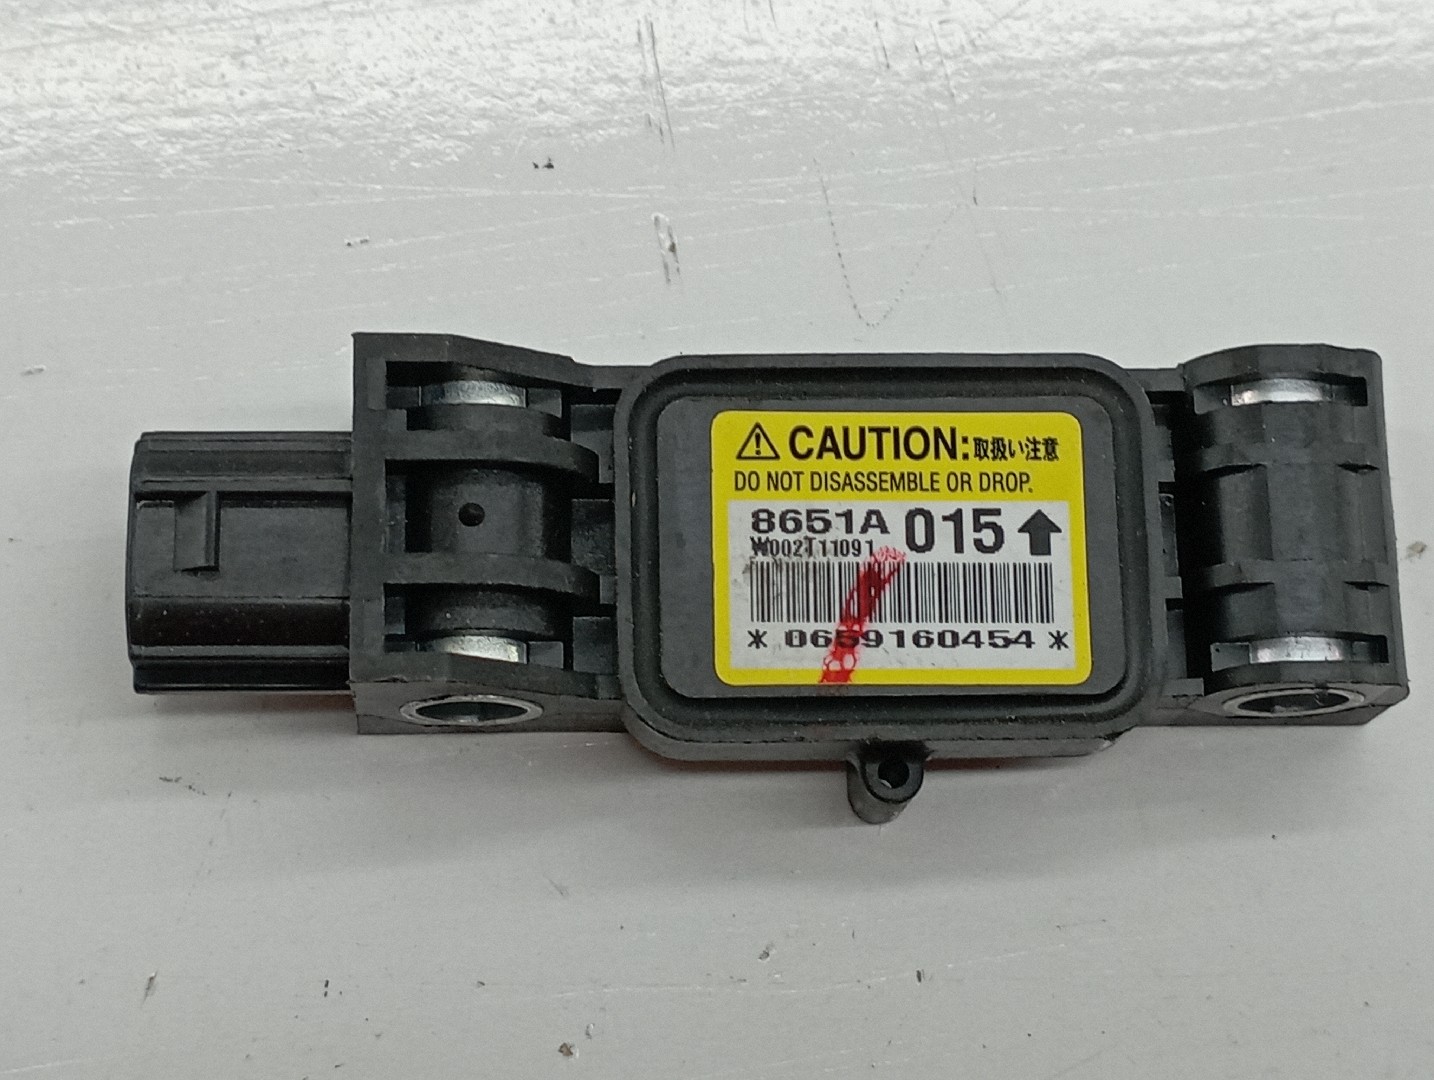 CAUTION:取扱い注意
DO NOT DISASSEMBLE OR DROP.
8651A 015
W002T11091
* 0659160454 *